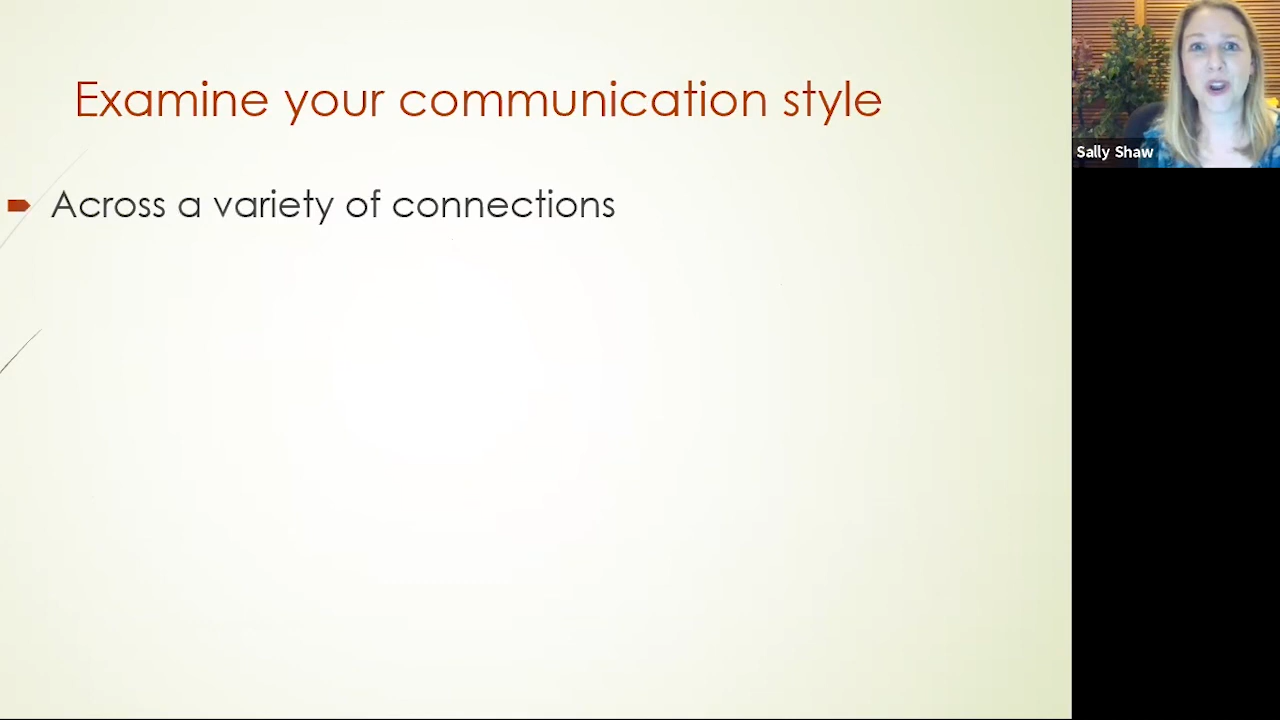 Examine your communication style
Across a variety of connections
Sally Shaw